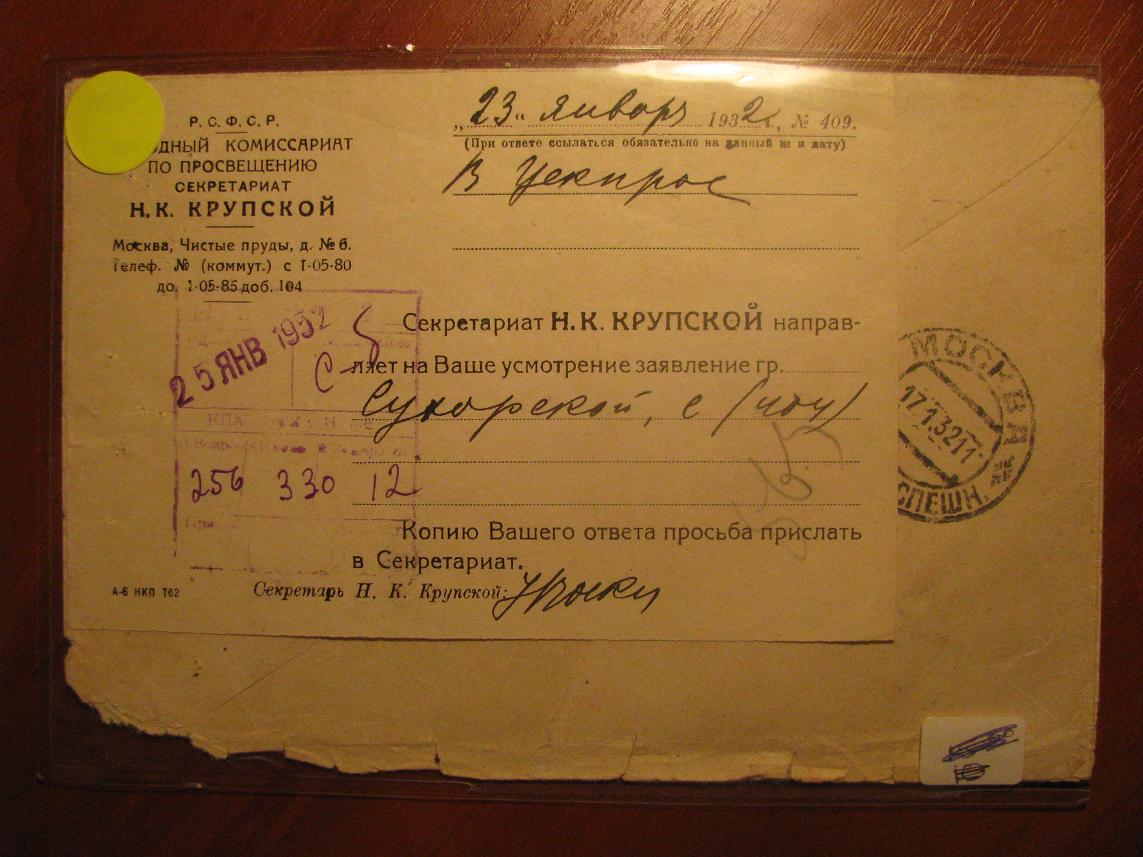 Р. С. Ф. С. Р.
ОДНЫЙ КОМИССАРИАТ
ПО ПРОСВЕЩЕНИЮ
СЕКРЕТАРИАТ
Н. К. КРУПСКОЙ
Москва, Чистые пруды, д. № 6.
Телеф. № (коммут.) с 1-05-80
до 1-05-85 доб. 104
„23" января 1932 г., № 409.
(При ответе ссылаться обязательно на данный № и дату)
В
25 ЯНВ 1932
Секретариат Н. К. КРУПСКОЙ направ-
ляет на Ваше усмотрение заявление гр.
Сухорской, с
256 330 12
Копию Вашего ответа просьба прислать
в Секретариат.
А-6 НКП 762
Секретарь Н. К. Крупской:
МОСКВА
17.1.32 11
СПЕШН.